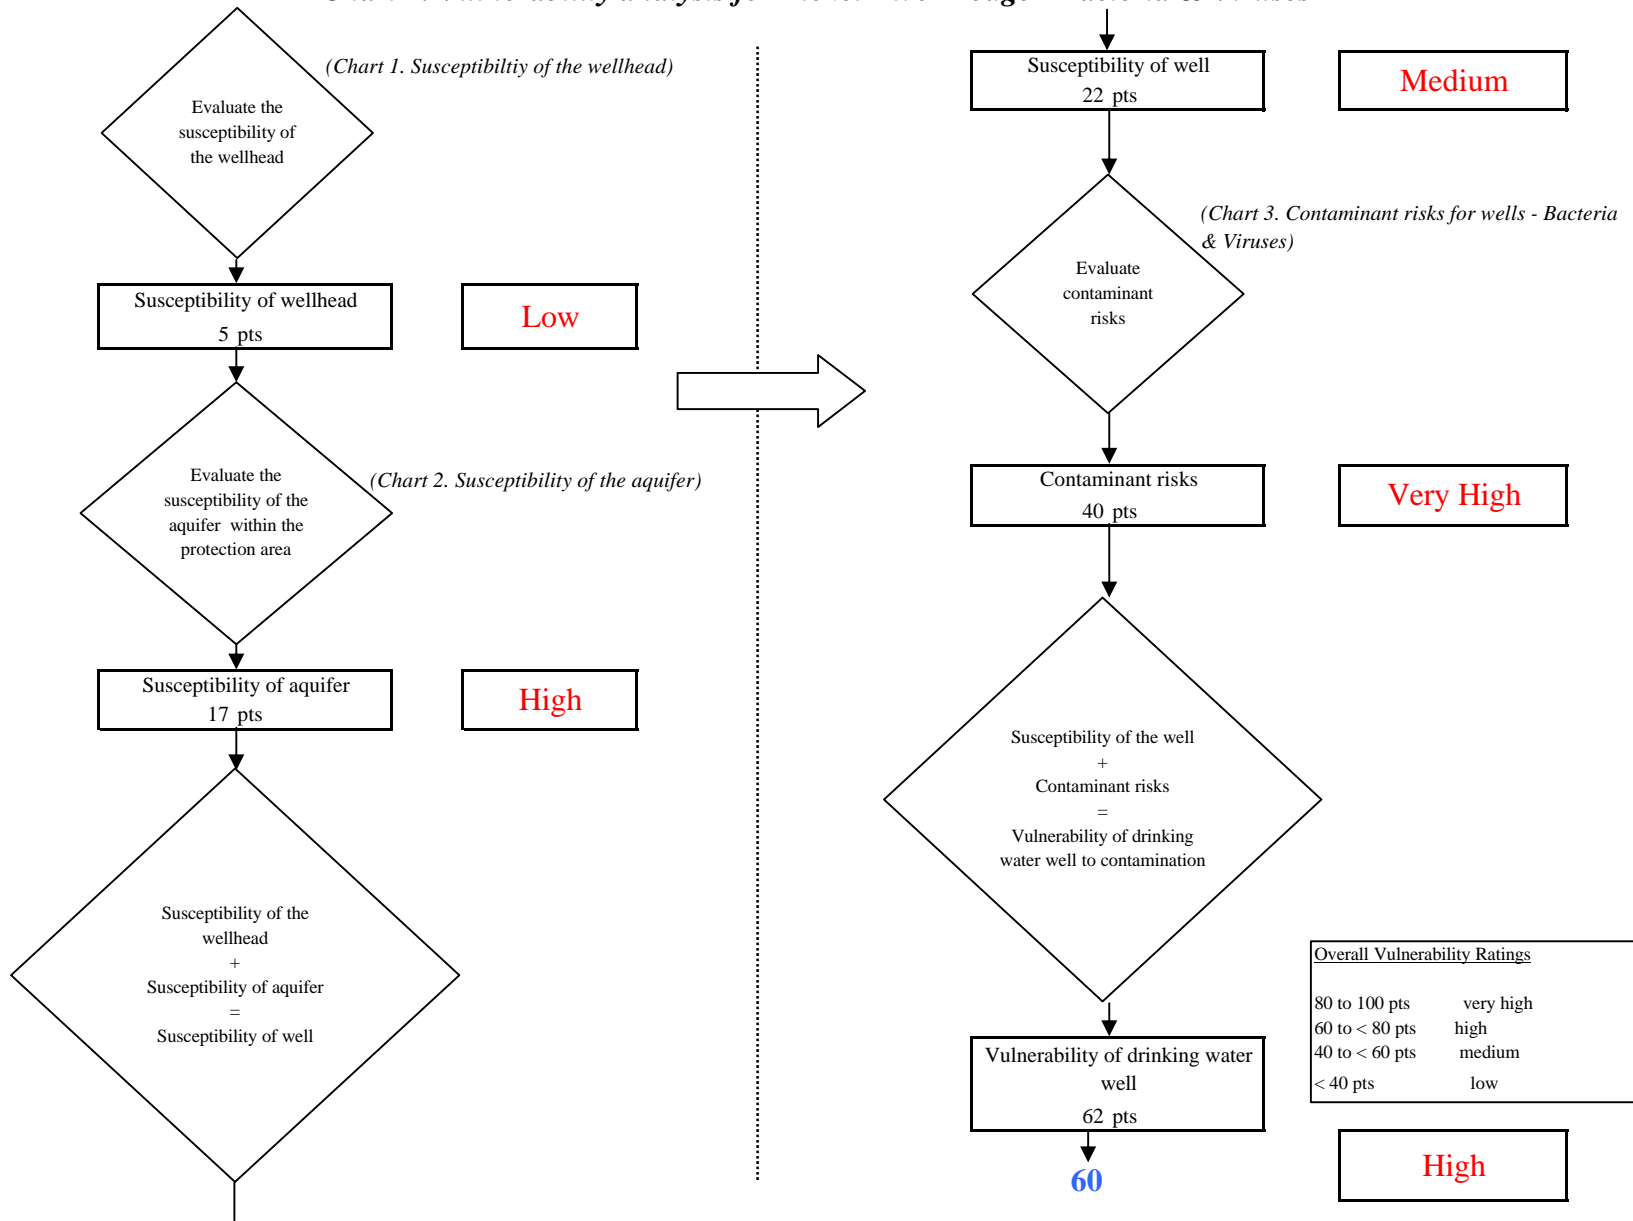 (Chart 1. Susceptibiltiy of the wellhead)
Evaluate the
susceptibility of
the wellhead
Susceptibility of wellhead
5 pts
Low
Evaluate the
susceptibility of the
aquifer within the
protection area
(Chart 2. Susceptibility of the aquifer)
Susceptibility of aquifer
17 pts
High
Susceptibility of the
wellhead
+
Susceptibility of aquifer
=
Susceptibility of well
Susceptibility of well
22 pts
Medium
(Chart 3. Contaminant risks for wells - Bacteria
& Viruses)
Evaluate
contaminant
risks
Contaminant risks
40 pts
Very High
Susceptibility of the well
+
Contaminant risks
=
Vulnerability of drinking
water well to contamination
Overall Vulnerability Ratings
80 to 100 pts very high
60 to < 80 pts high
40 to < 60 pts medium
< 40 pts low
Vulnerability of drinking water
well
62 pts
60
High